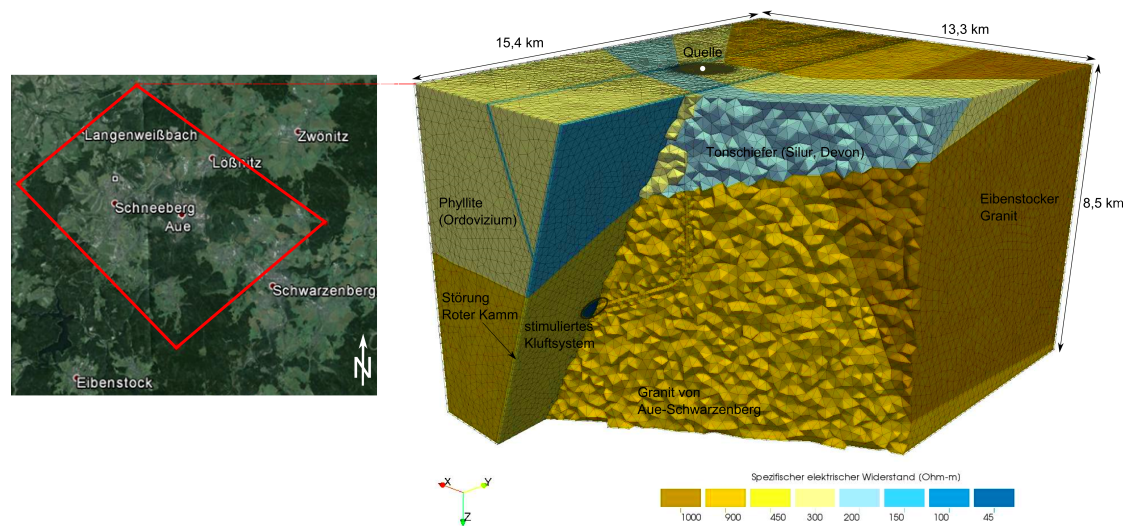 15,4 km
13,3 km
Quelle
Langenweißbach
Zwönitz
Lößnitz
Schneeberg
Aue
Schwarzenberg
Eibenstock
N
Tonschiefer (Silur, Devon)
Phyllite
(Ordovizium)
Eibenstocker
Granit
8,5 km
Störung
Roter Kamm
stimuliertes
Kluftsystem
Granit von
Aue-Schwarzenberg
X
Y
Z
Spezifischer elektrischer Widerstand (Ohm-m)
1000 900 450 300 200 150 100 45